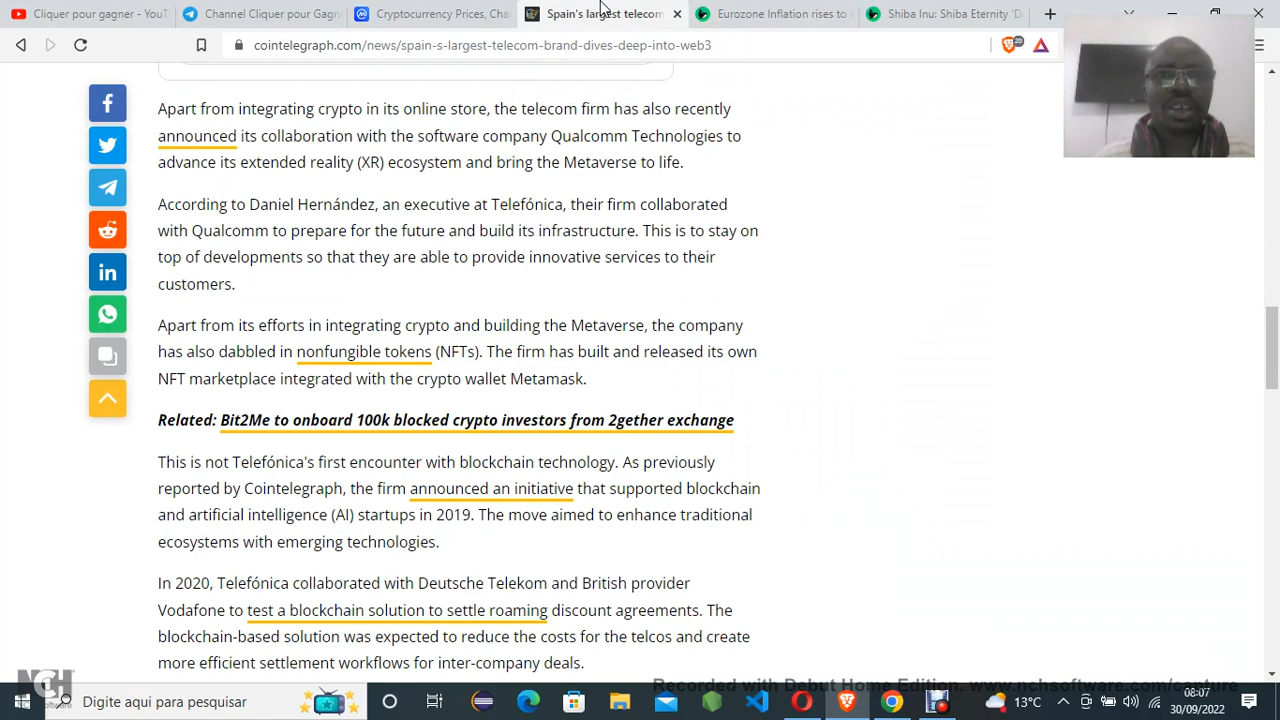 Cliquer pour gagner - YouT
Channel Cliquer pour Gagn
Cryptocurrency Prices, Cha
Spain's largest telecom
Eurozone Inflation rises to
Shiba Inu: Shiba Eternity 'D
cointelegraph.com/news/spain-s-largest-telecom-brand-dives-deep-into-web3
20
Apart from integrating crypto in its online store, the telecom firm has also recently
announced its collaboration with the software company Qualcomm Technologies to
advance its extended reality (XR) ecosystem and bring the Metaverse to life.
According to Daniel Hernández, an executive at Telefónica, their firm collaborated
with Qualcomm to prepare for the future and build its infrastructure. This is to stay on
top of developments so that they are able to provide innovative services to their
customers.
Apart from its efforts in integrating crypto and building the Metaverse, the company
has also dabbled in nonfungible tokens (NFTs). The firm has built and released its own
NFT marketplace integrated with the crypto wallet Metamask.
Related: Bit2Me to onboard 100k blocked crypto investors from 2gether exchange
This is not Telefónica's first encounter with blockchain technology. As previously
reported by Cointelegraph, the firm announced an initiative that supported blockchain
and artificial intelligence (AI) startups in 2019. The move aimed to enhance traditional
ecosystems with emerging technologies.
In 2020, Telefónica collaborated with Deutsche Telekom and British provider
Vodafone to test a blockchain solution to settle roaming discount agreements. The
blockchain-based solution was expected to reduce the costs for the telcos and create
more efficient settlement workflows for inter-company deals.
NCH
Software
Recorded with Debut Home Edition. www.nchsoftware.com/capture
Digite aqui para pesquisar
13°C
08:07
30/09/2022